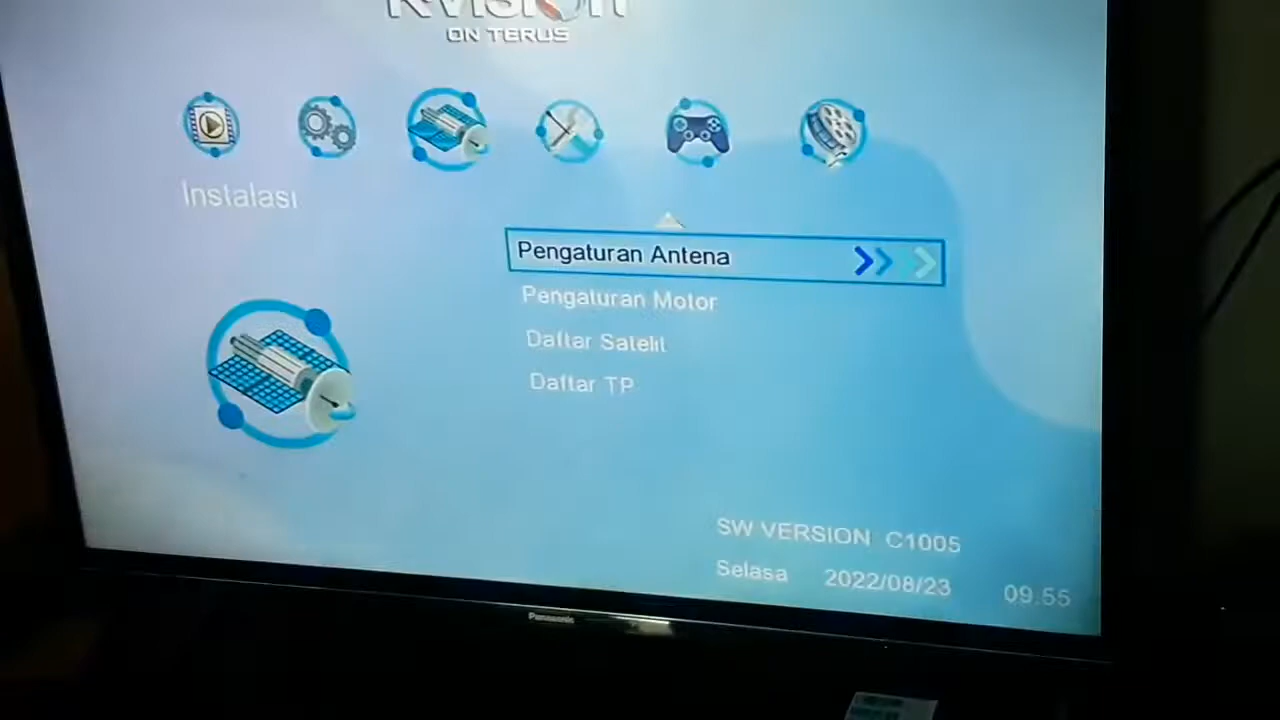 K-VISION
ON TERUS
Instalasi
Pengaturan Antena
Pengaturan Motor
Daftar Satelit
Daftar TP
SW VERSION C1005
Selasa 2022/08/23 09.55
Panasonic